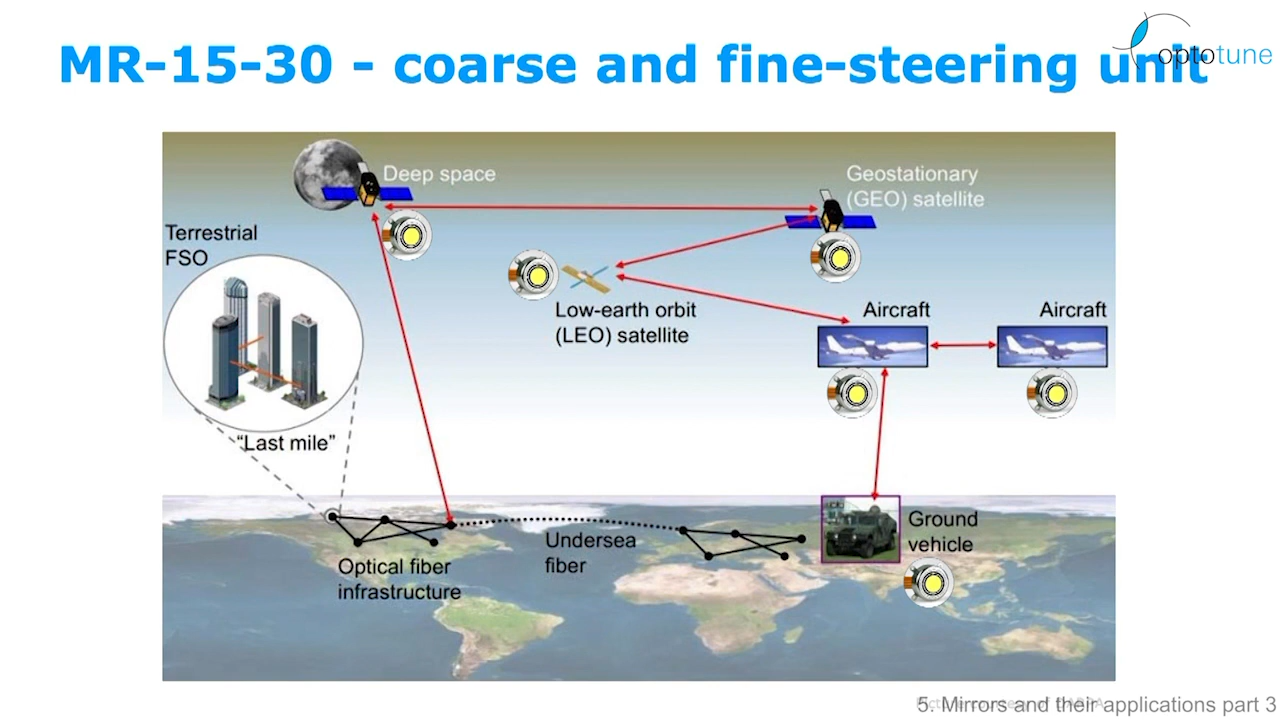 MR-15-30 - coarse and fine-steering unit
optotune
Deep space
Geostationary
(GEO) satellite
Terrestrial
FSO
Low-earth orbit
(LEO) satellite
Aircraft
Aircraft
"Last mile"
Ground
vehicle
Undersea
fiber
Optical fiber
infrastructure
5. Mirrors and their applications part 3